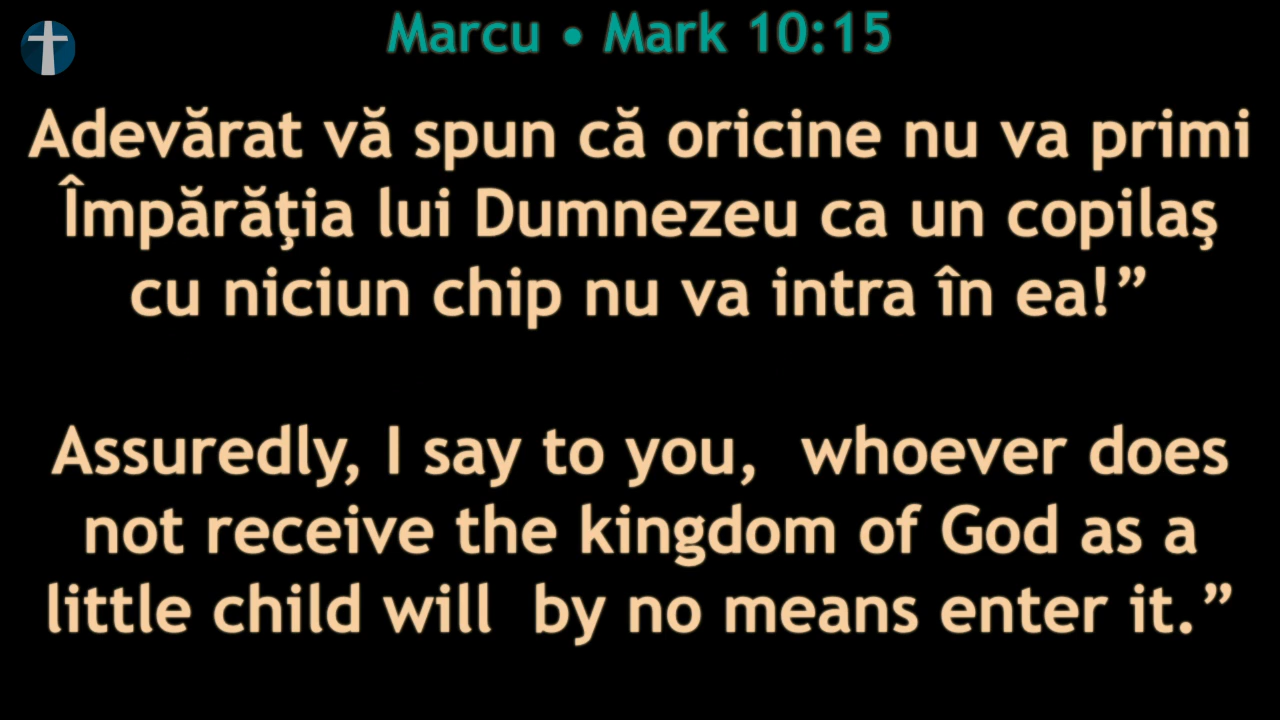 Marcu • Mark 10:15
Adevărat vă spun că oricine nu va primi
Împărăţia lui Dumnezeu ca un copilaş
cu niciun chip nu va intra în ea!”
Assuredly, I say to you,  whoever does
not receive the kingdom of God as a
little child will  by no means enter it.”